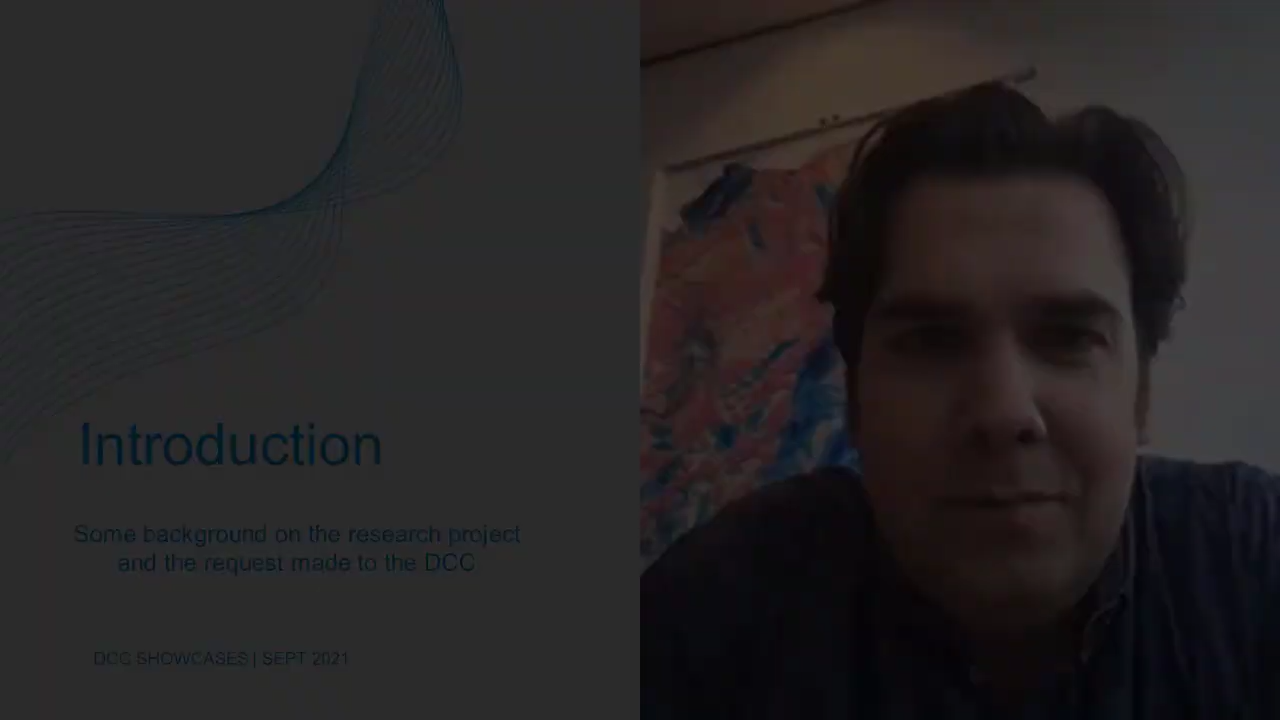 Introduction
Some background on the research project
and the request made to the DCC
DCC SHOWCASES | SEPT 2021